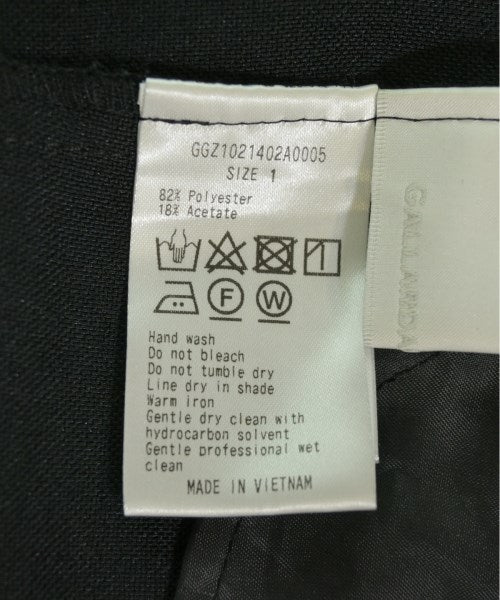 GGZ1021402A0005
SIZE 1
82% Polyester
18% Acetate
F
W
Hand wash
Do not bleach
Do not tumble dry
Line dry in shade
Warm iron
Gentle dry clean with
hydrocarbon solvent
Gentle professional wet
clean
MADE IN VIETNAM